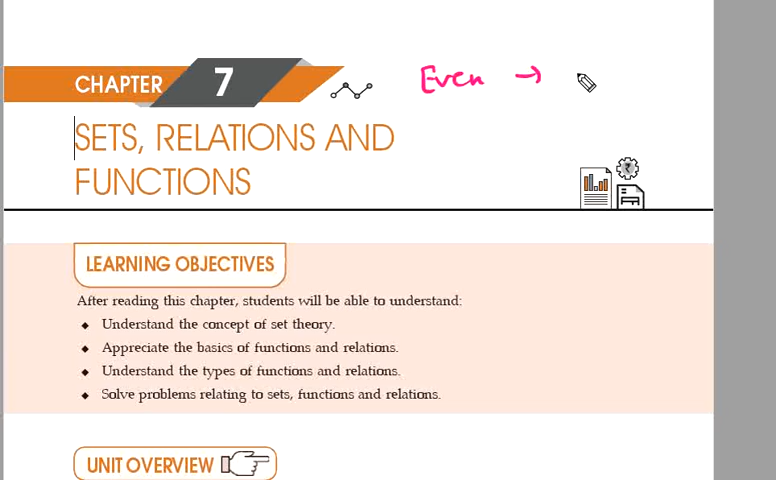 CHAPTER 7
Even →
SETS, RELATIONS AND
FUNCTIONS
LEARNING OBJECTIVES
After reading this chapter, students will be able to understand:
◆ Understand the concept of set theory.
◆ Appreciate the basics of functions and relations.
◆ Understand the types of functions and relations.
◆ Solve problems relating to sets, functions and relations.
UNIT OVERVIEW